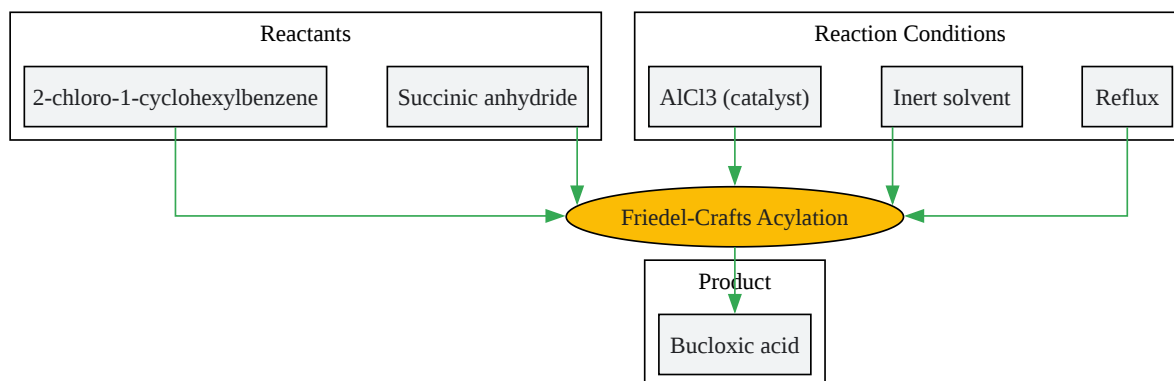 Reactants
Reaction Conditions
2-chloro-1-cyclohexylbenzene
Succinic anhydride
AlCl3 (catalyst)
Inert solvent
Reflux
Friedel-Crafts Acylation
Product
Bucloxic acid